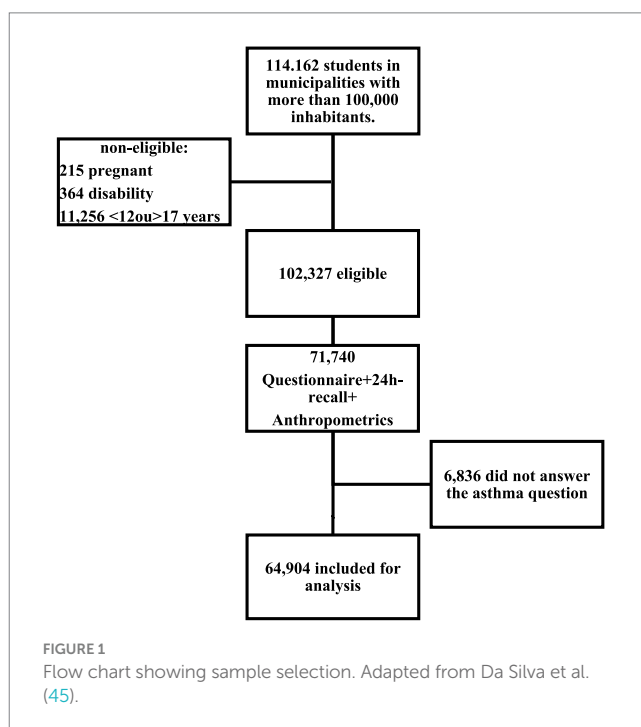 114.162 students in
municipalities with
more than 100,000
inhabitants.
non-eligible:
215 pregnant
364 disability
11,256 <12ou>17 years
102,327 eligible
71,740
Questionnaire+24h-
recall+
Anthropometrics
6,836 did not answer
the asthma question
64,904 included for
analysis
FIGURE 1
Flow chart showing sample selection. Adapted from Da Silva et al.
(45).